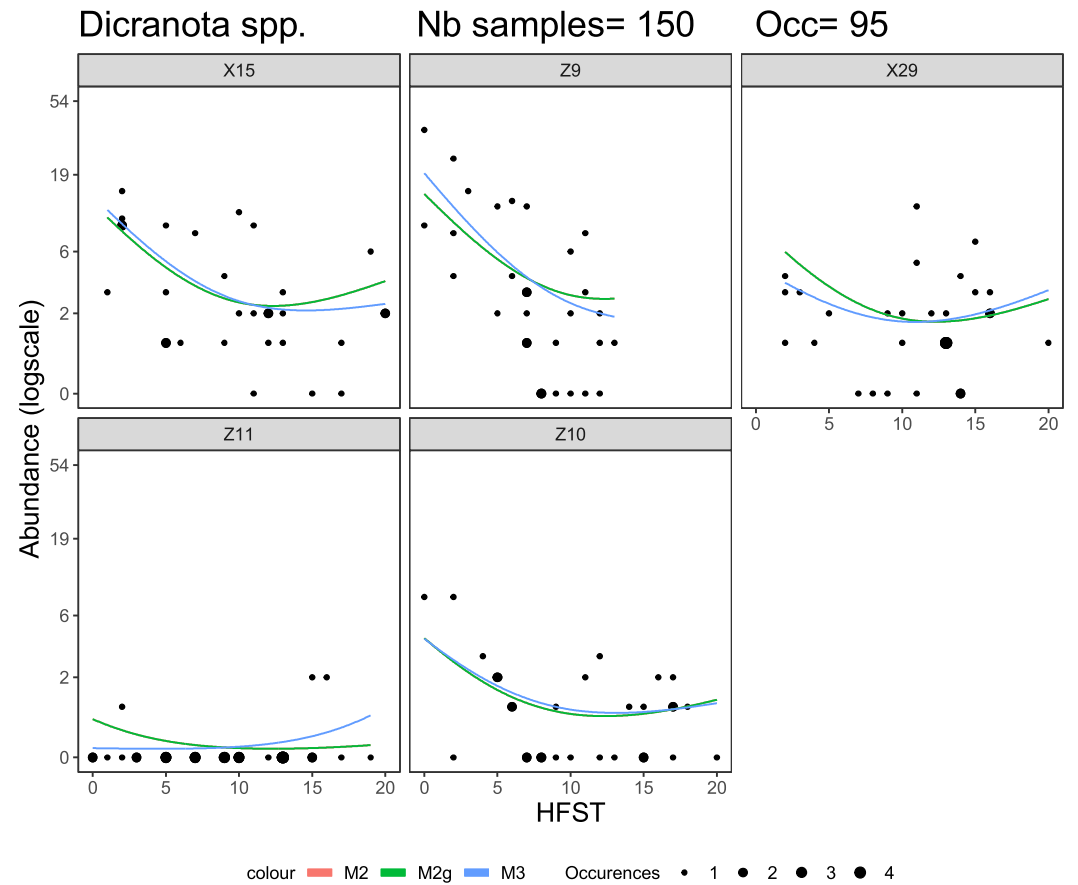 Dicranota spp. Nb samples= 150 Occ= 95
X15 Z9 X29
54
19
6
2
0
0 5 10 15 20
Z11 Z10
54
19
6
2
0
0 5 10 15 20 0 5 10 15 20
Abundance (logscale)
HFST
colour M2 M2g M3 Occurences 1 2 3 4